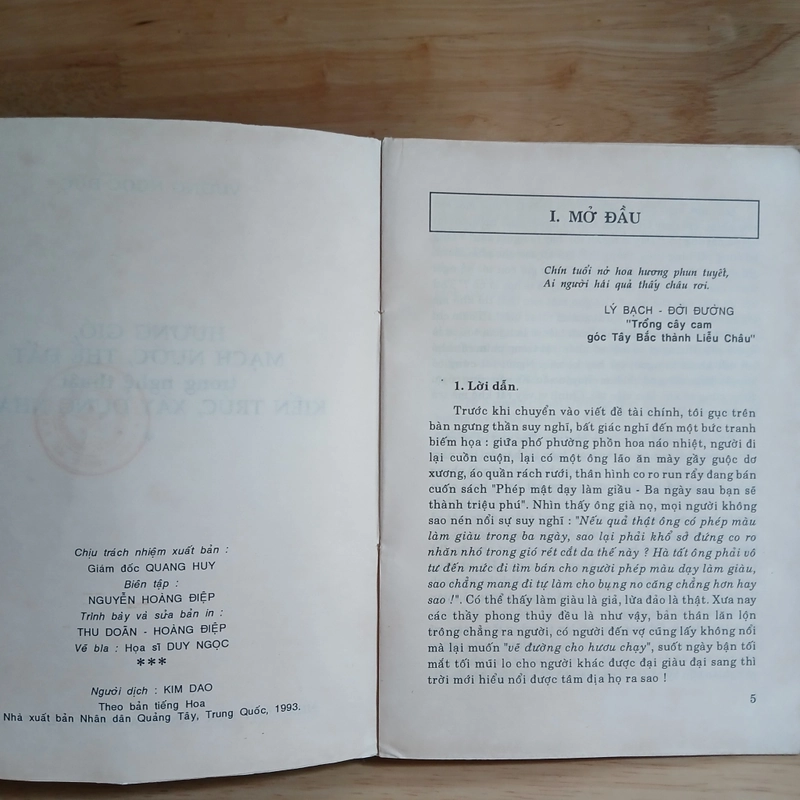 Chịu trách nhiệm xuất bản :
Giám đốc QUANG HUY
Biên tập :
NGUYỄN HOÀNG ĐIỆP
Trình bày và sửa bản in :
THU DOÃN - HOÀNG ĐIỆP
Vẽ bìa : Họa sĩ DUY NGỌC
***
Người dịch : KIM DAO
Theo bản tiếng Hoa
Nhà xuất bản Nhân dân Quảng Tây, Trung Quốc, 1993.
I. MỞ ĐẦU
Chín tuổi nở hoa hương phun tuyết,
Ai người hái quả thấy châu rơi.
LÝ BẠCH - ĐỜI ĐƯỜNG
"Trồng cây cam
góc Tây Bắc thành Liễu Châu"
1. Lời dẫn.
Trước khi chuyển vào viết đề tài chính, tôi gục trên
bàn ngưng thần suy nghĩ, bất giác nghĩ đến một bức tranh
biếm họa : giữa phố phường phồn hoa náo nhiệt, người đi
lại cuồn cuộn, lại có một ông lão ăn mày gầy guộc dơ
xương, áo quần rách rưới, thân hình co ro run rẩy đang bán
cuốn sách "Phép mật dạy làm giầu - Ba ngày sau bạn sẽ
thành triệu phú". Nhìn thấy ông già nọ, mọi người không
sao nén nổi sự suy nghĩ : "Nếu quả thật ông có phép màu
làm giàu trong ba ngày, sao lại phải khổ sở đứng co ro
nhăn nhó trong gió rét cắt da thế này ? Hà tất ông phải vô
tư đến mức đi tìm bán cho người phép màu dạy làm giàu,
sao chẳng mang đi tự làm cho bụng no căng chẳng hơn hay
sao !". Có thể thấy làm giàu là giả, lừa đảo là thật. Xưa nay
các thầy phong thủy đều là như vậy, bản thân lăn lộn
trông chẳng ra người, có người đến vợ cũng lấy không nổi
mà lại muốn "vẽ đường cho hươu chạy", suốt ngày bận tối
mắt tối mũi lo cho người khác được đại giàu đại sang thì
trời mới hiểu nổi được tâm địa họ ra sao !
5